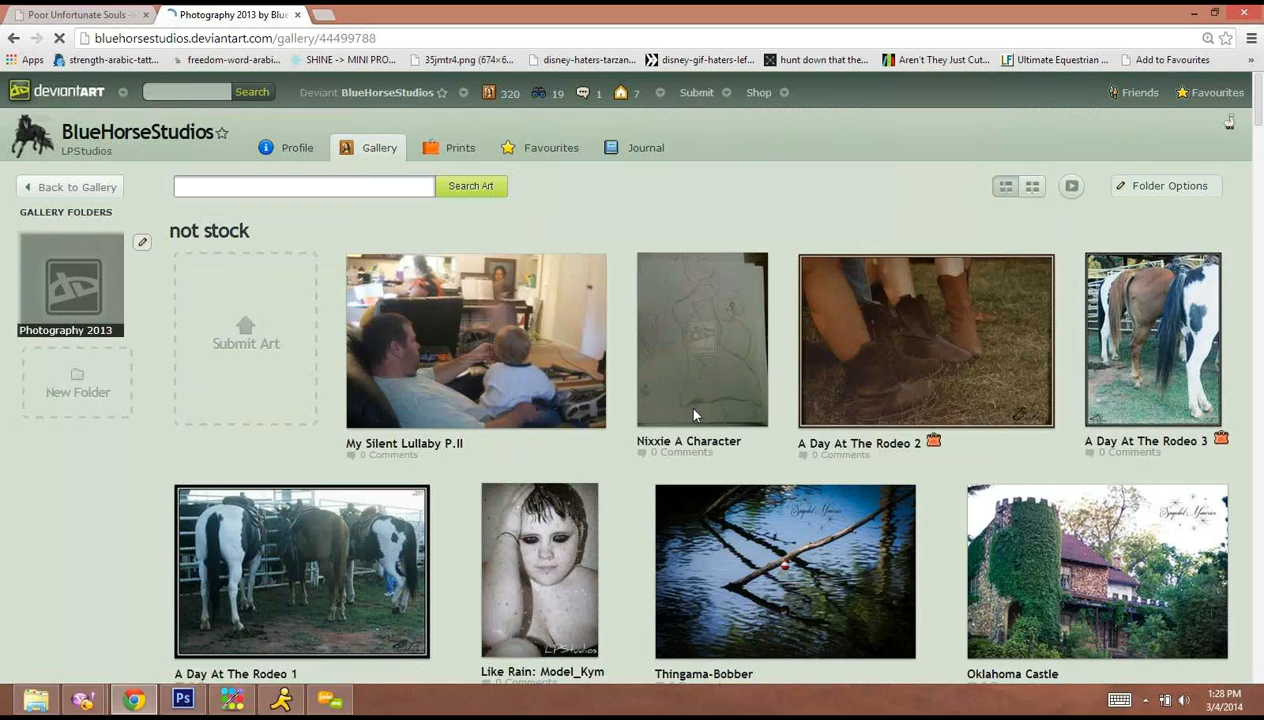 Poor Unfortunate Souls ->
Photography 2013 by Blue
bluehorsestudios.deviantart.com/gallery/44499788
Apps
strength-arabic-tatt...
freedom-word-arabi...
SHINE -> MINI PRO...
35jmtr4.png (674×6...
disney-haters-tarzan...
disney-gif-haters-lef...
hunt down that the...
Aren't They Just Cut...
Ultimate Equestrian ...
Add to Favourites
deviantART
Search
Deviant BlueHorseStudios
320
19
1
7
Submit
Shop
Friends
Favourites
BlueHorseStudios
LPStudios
Profile
Gallery
Prints
Favourites
Journal
Back to Gallery
Search Art
Folder Options
GALLERY FOLDERS
not stock
Photography 2013
New Folder
Submit Art
My Silent Lullaby P.II
0 Comments
Nixxie A Character
0 Comments
A Day At The Rodeo 2
0 Comments
A Day At The Rodeo 3
0 Comments
LPStudios
A Day At The Rodeo 1
Like Rain: Model_Kym
0 Comments
Thingama-Bobber
Oklahoma Castle
Ps
1:28 PM
3/4/2014